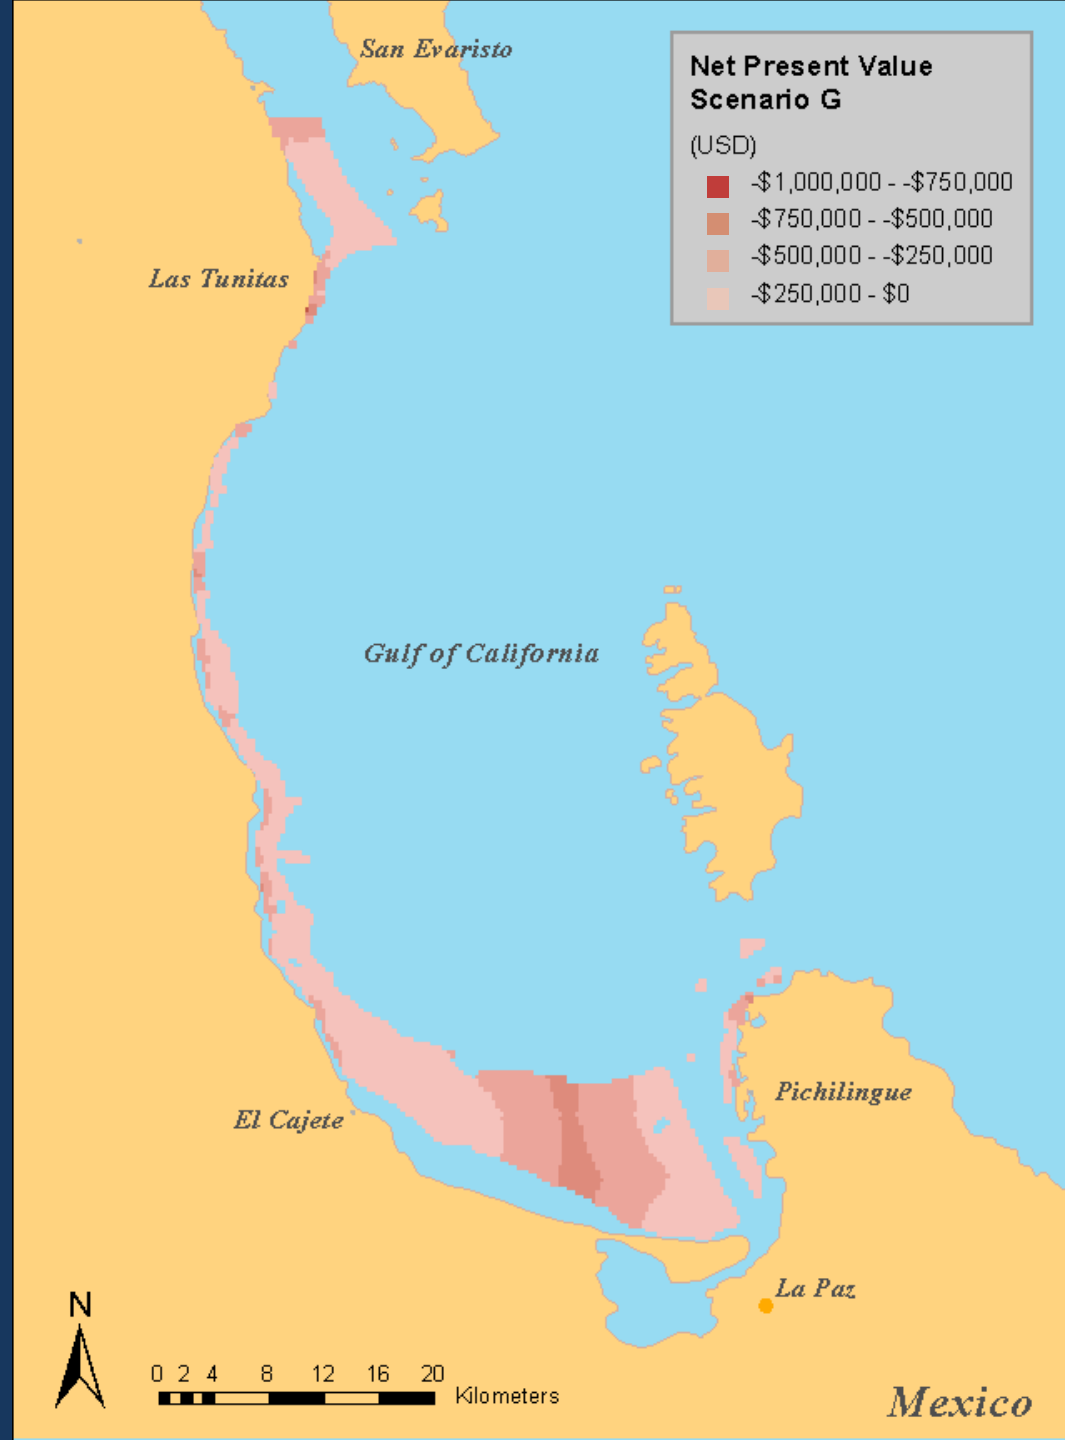 San Evaristo
Net Present Value
Scenario G
(USD)
-$1,000,000 - -$750,000
-$750,000 - -$500,000
-$500,000 - -$250,000
-$250,000 - $0
Las Tunitas
Gulf of California
Pichilingue
El Cajete
La Paz
N
0 2 4 8 12 16 20
Kilometers
Mexico